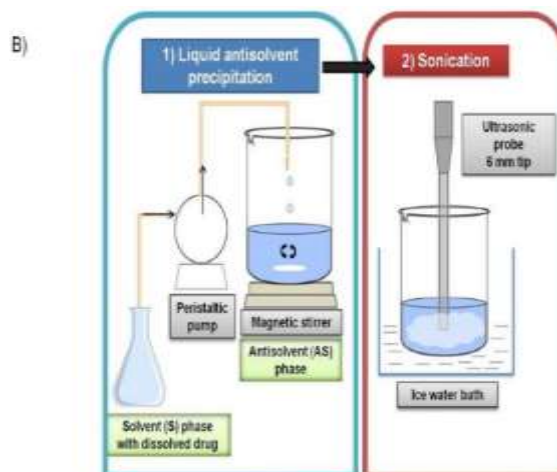 B)
1) Liquid antisolvent
precipitation
2) Sonication
Ultrasonic
probe
6 mm tip
Peristaltic
pump
Magnetic stirrer
Antisolvent (AS)
phase
Solvent (S) phase
with dissolved drug
Ice water bath